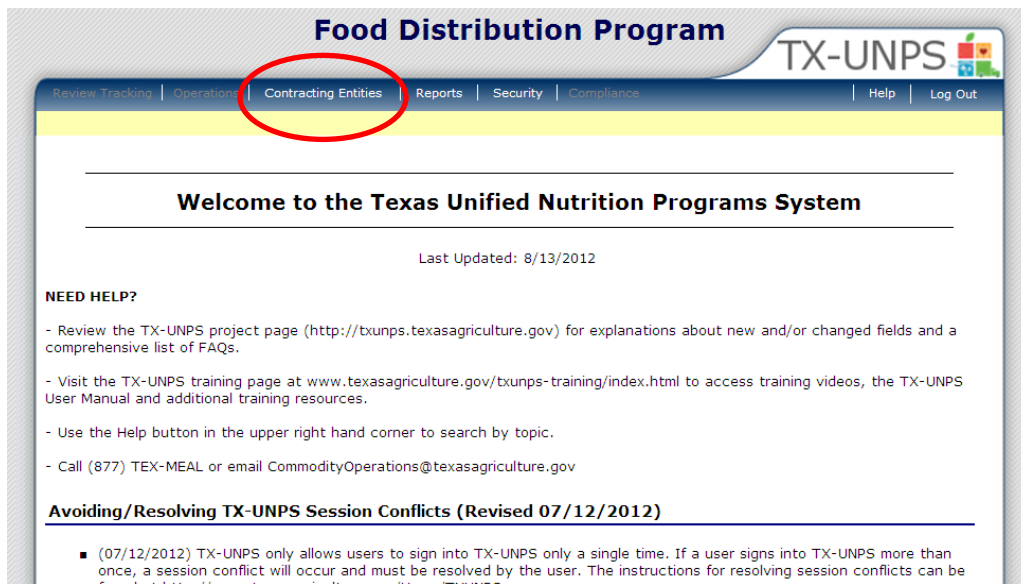 Food Distribution Program
TX-UNPS
Review Tracking | Operations | Contracting Entities | Reports | Security | Compliance | Help | Log Out
Welcome to the Texas Unified Nutrition Programs System
Last Updated: 8/13/2012
NEED HELP?
- Review the TX-UNPS project page (http://txunps.texasagriculture.gov) for explanations about new and/or changed fields and a
comprehensive list of FAQs.
- Visit the TX-UNPS training page at www.texasagriculture.gov/txunps-training/index.html to access training videos, the TX-UNPS
User Manual and additional training resources.
- Use the Help button in the upper right hand corner to search by topic.
- Call (877) TEX-MEAL or email CommodityOperations@texasagriculture.gov
Avoiding/Resolving TX-UNPS Session Conflicts (Revised 07/12/2012)
■ (07/12/2012) TX-UNPS only allows users to sign into TX-UNPS only a single time. If a user signs into TX-UNPS more than
once, a session conflict will occur and must be resolved by the user. The instructions for resolving session conflicts can be